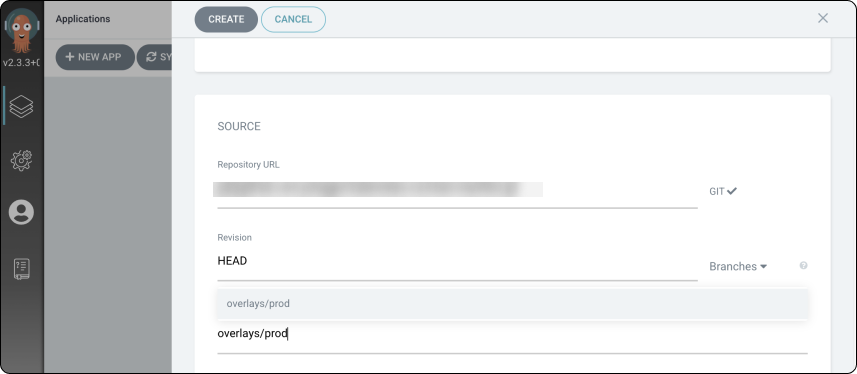 Applications
CREATE
CANCEL
v2.3.3+
NEW APP
SY
SOURCE
Repository URL
GIT
Revision
HEAD
Branches
overlays/prod
overlays/prod